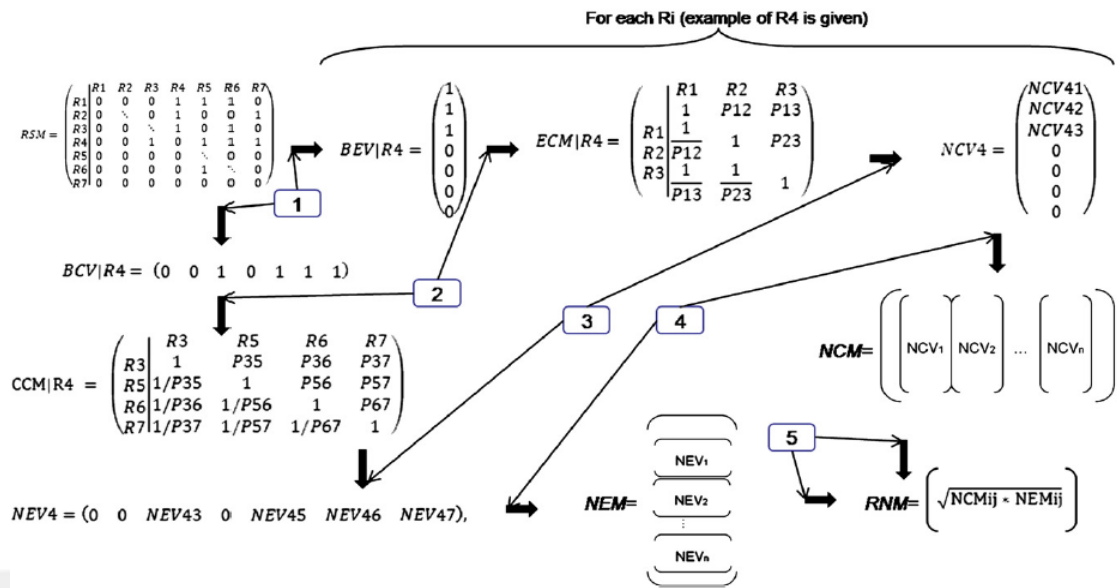 For each Ri (example of R4 is given)
RSM =
R1 R2 R3 R4 R5 R6 R7
R1 0 0 0 1 1 1 0
R2 0 ⋱ 0 1 0 0 1
R3 0 0 ⋱ 1 0 1 0
R4 0 0 1 0 1 1 1
R5 0 0 0 0 ⋱ 0 0
R6 0 0 0 0 1 ⋱ 0
R7 0 0 0 0 0 0 0
1
BEV|R4 =
1
1
1
0
0
0
0
ECM|R4 =
R1 R2 R3
1 P12 P13
R1 1/P12 1 P23
R2
R3 1/P13 1/P23 1
NCV4 =
NCV41
NCV42
NCV43
0
0
0
0
BCV|R4 = (0 0 1 0 1 1 1)
2
3
4
CCM|R4 =
R3 R5 R6 R7
R3 1 P35 P36 P37
R5 1/P35 1 P56 P57
R6 1/P36 1/P56 1 P67
R7 1/P37 1/P57 1/P67 1
NCM=
NCV₁ NCV₂ ... NCVₙ
NEV4 = (0 0 NEV43 0 NEV45 NEV46 NEV47),
NEM=
NEV₁
NEV₂
⋮
NEVₙ
5
RNM= √NCMij * NEMij